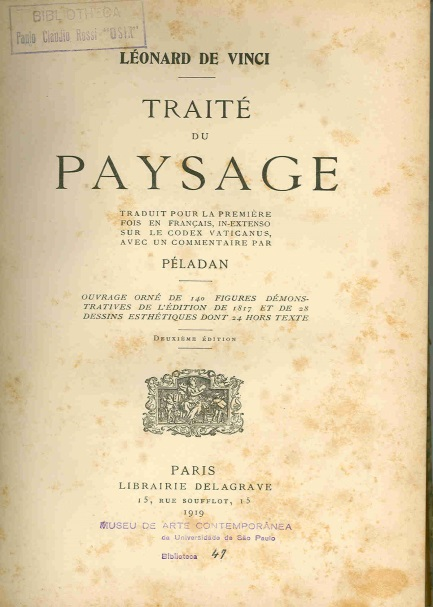 BIBLIOTHECA
Paulo Claudio Rossi "OSIR"
LÉONARD DE VINCI
TRAITÉ
DU
PAYSAGE
TRADUIT POUR LA PREMIÈRE
FOIS EN FRANÇAIS, IN-EXTENSO
SUR LE CODEX VATICANUS,
AVEC UN COMMENTAIRE PAR
PÉLADAN
OUVRAGE ORNÉ DE 140 FIGURES DÉMONS-
TRATIVES DE L'ÉDITION DE 1817 ET DE 28
DESSINS ESTHÉTIQUES DONT 24 HORS TEXTE
DEUXIÈME ÉDITION
PARIS
LIBRAIRIE DELAGRAVE
15, RUE SOUFFLOT, 15
1919
MUSEU DE ARTE CONTEMPORÂNEA
da Universidade de São Paulo
Biblioteca 47